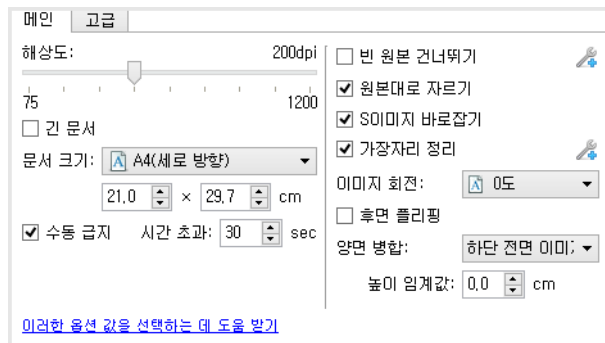 메인 고급
해상도: 200dpi
75 1200
긴 문서
문서 크기: A4(세로 방향)
21,0 × 29,7 cm
수동 급지 시간 초과: 30 sec
이러한 옵션 값을 선택하는 데 도움 받기
빈 원본 건너뛰기
원본대로 자르기
S이미지 바로잡기
가장자리 정리
이미지 회전: 0도
후면 플리핑
양면 병합: 하단 전면 이미
높이 임계값: 0,0 cm